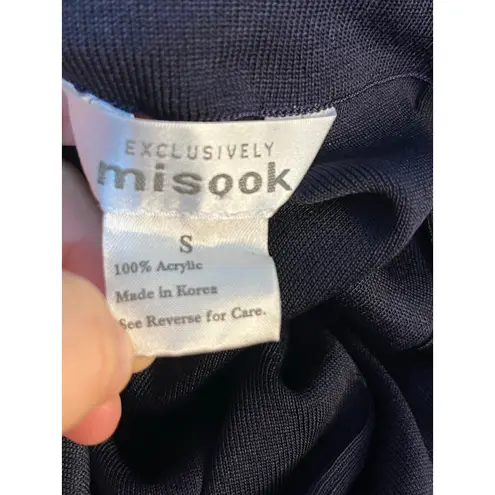 EXCLUSIVELY
misook
S
100% Acrylic
Made in Korea
See Reverse for Care.